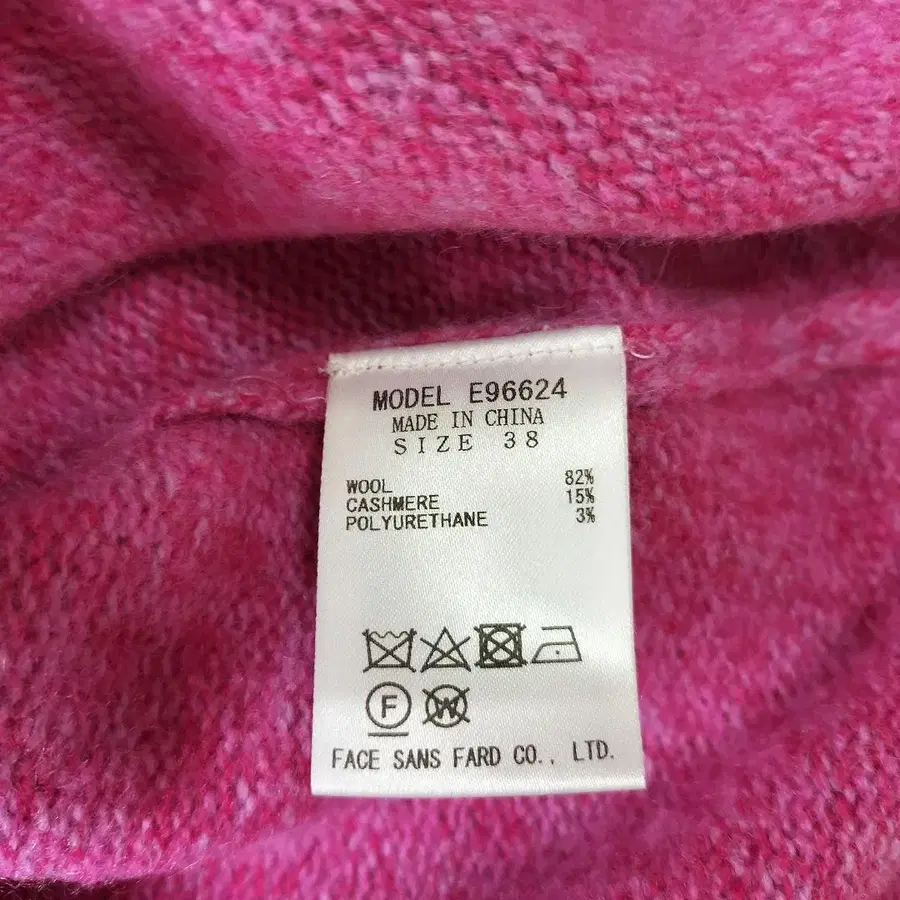 MODEL E96624
MADE IN CHINA
SIZE 38
WOOL 82%
CASHMERE 15%
POLYURETHANE 3%
F W
FACE SANS FARD CO., LTD.